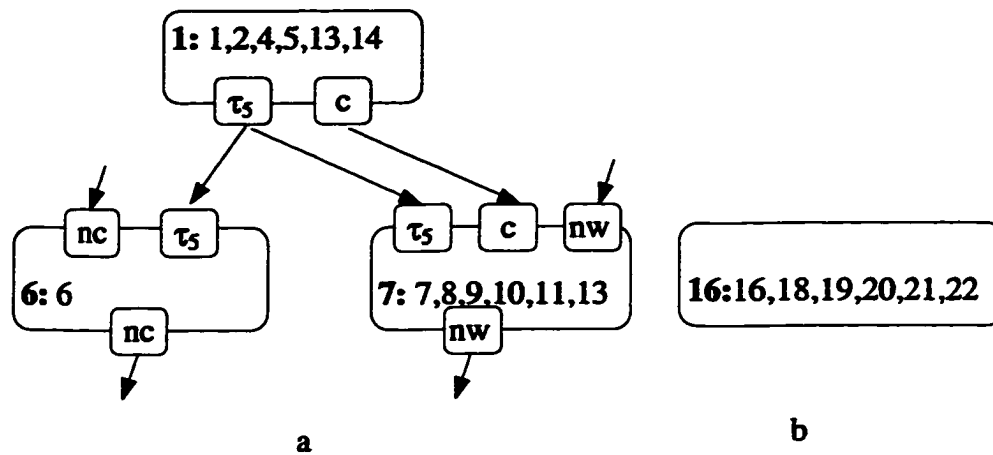 1: 1,2,4,5,13,14
τ5 c
nc τ5
6: 6
nc
τ5 c nw
7: 7,8,9,10,11,13
nw
16:16,18,19,20,21,22
a
b